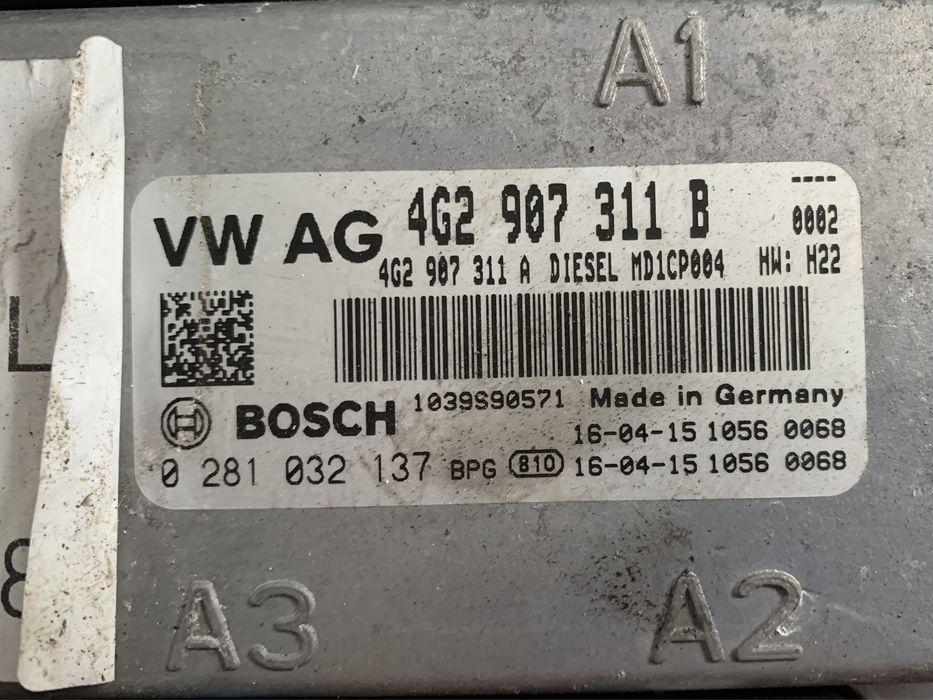 A1
VW AG 4G2 907 311 B ----
0002
4G2 907 311 A DIESEL MD1CP004 HW: H22
BOSCH 1039S90571 Made in Germany
16-04-15 1056 0068
0 281 032 137 BPG 810 16-04-15 1056 0068
L
8
A3 A2